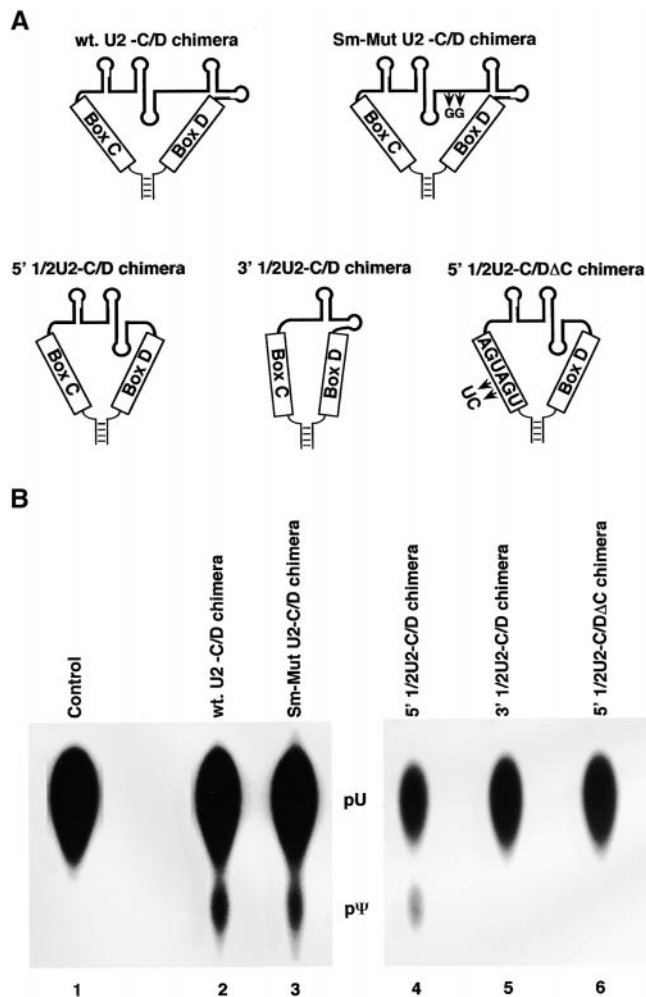 A
wt. U2 -C/D chimera
Sm-Mut U2 -C/D chimera
Box C
Box D
Box C
GG
Box D
5' 1/2U2-C/D chimera
3' 1/2U2-C/D chimera
5' 1/2U2-C/DΔC chimera
Box C
Box D
Box C
Box D
AGUAGU
UC
Box D
B
Control
wt. U2 -C/D chimera
Sm-Mut U2-C/D chimera
5' 1/2U2-C/D chimera
3' 1/2U2-C/D chimera
5' 1/2U2-C/DΔC chimera
pU
pΨ
1
2
3
4
5
6